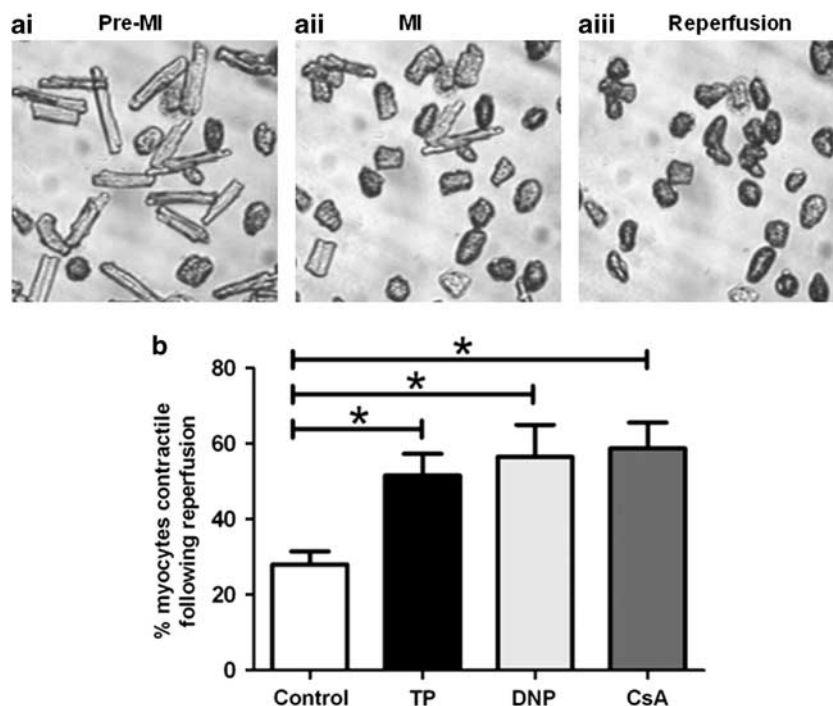 ai Pre-MI aii MI aiii Reperfusion
b
80
60
40
20
0
% myocytes contractile
following reperfusion
*
*
*
Control TP DNP CsA